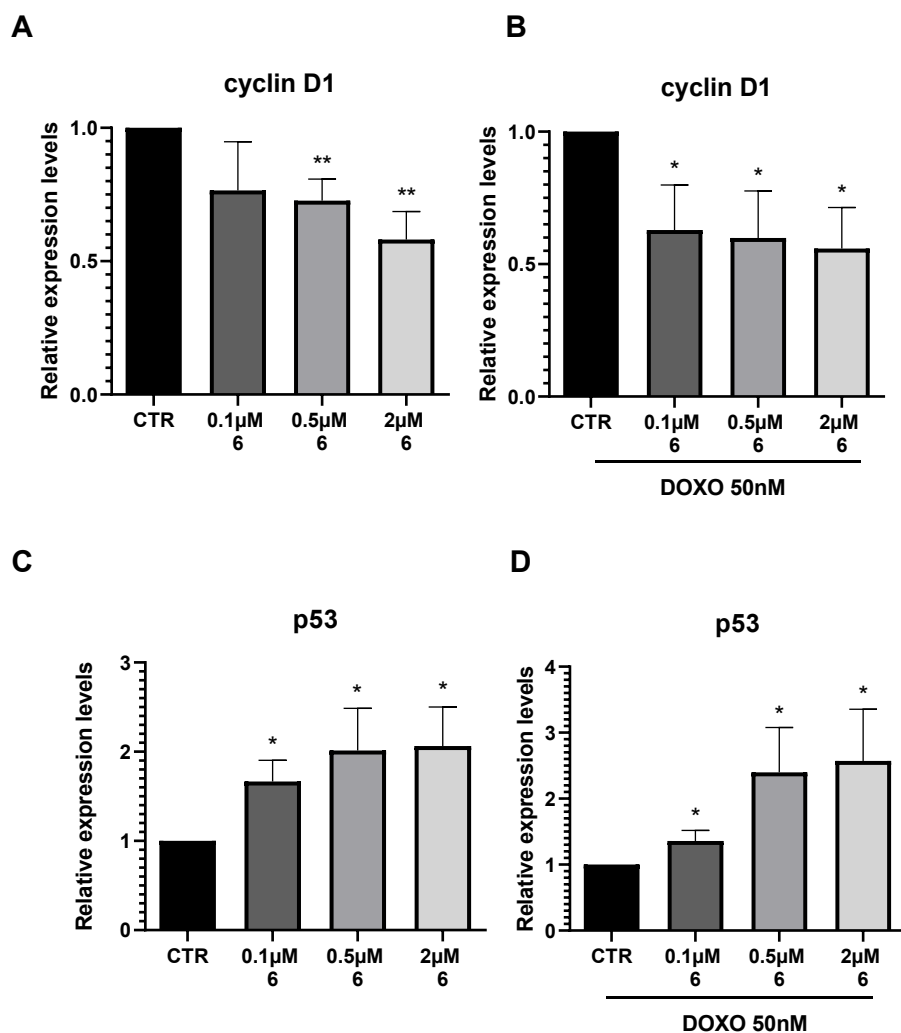 A
cyclin D1
Relative expression levels
1.0
0.5
0.0
**
**
CTR 0.1µM 0.5µM 2µM
6 6 6
B
cyclin D1
Relative expression levels
1.0
0.5
0.0
* * *
CTR 0.1µM 0.5µM 2µM
6 6 6
DOXO 50nM
C
p53
Relative expression levels
3
2
1
0
* * *
CTR 0.1µM 0.5µM 2µM
6 6 6
D
p53
Relative expression levels
4
3
2
1
0
* * *
CTR 0.1µM 0.5µM 2µM
6 6 6
DOXO 50nM